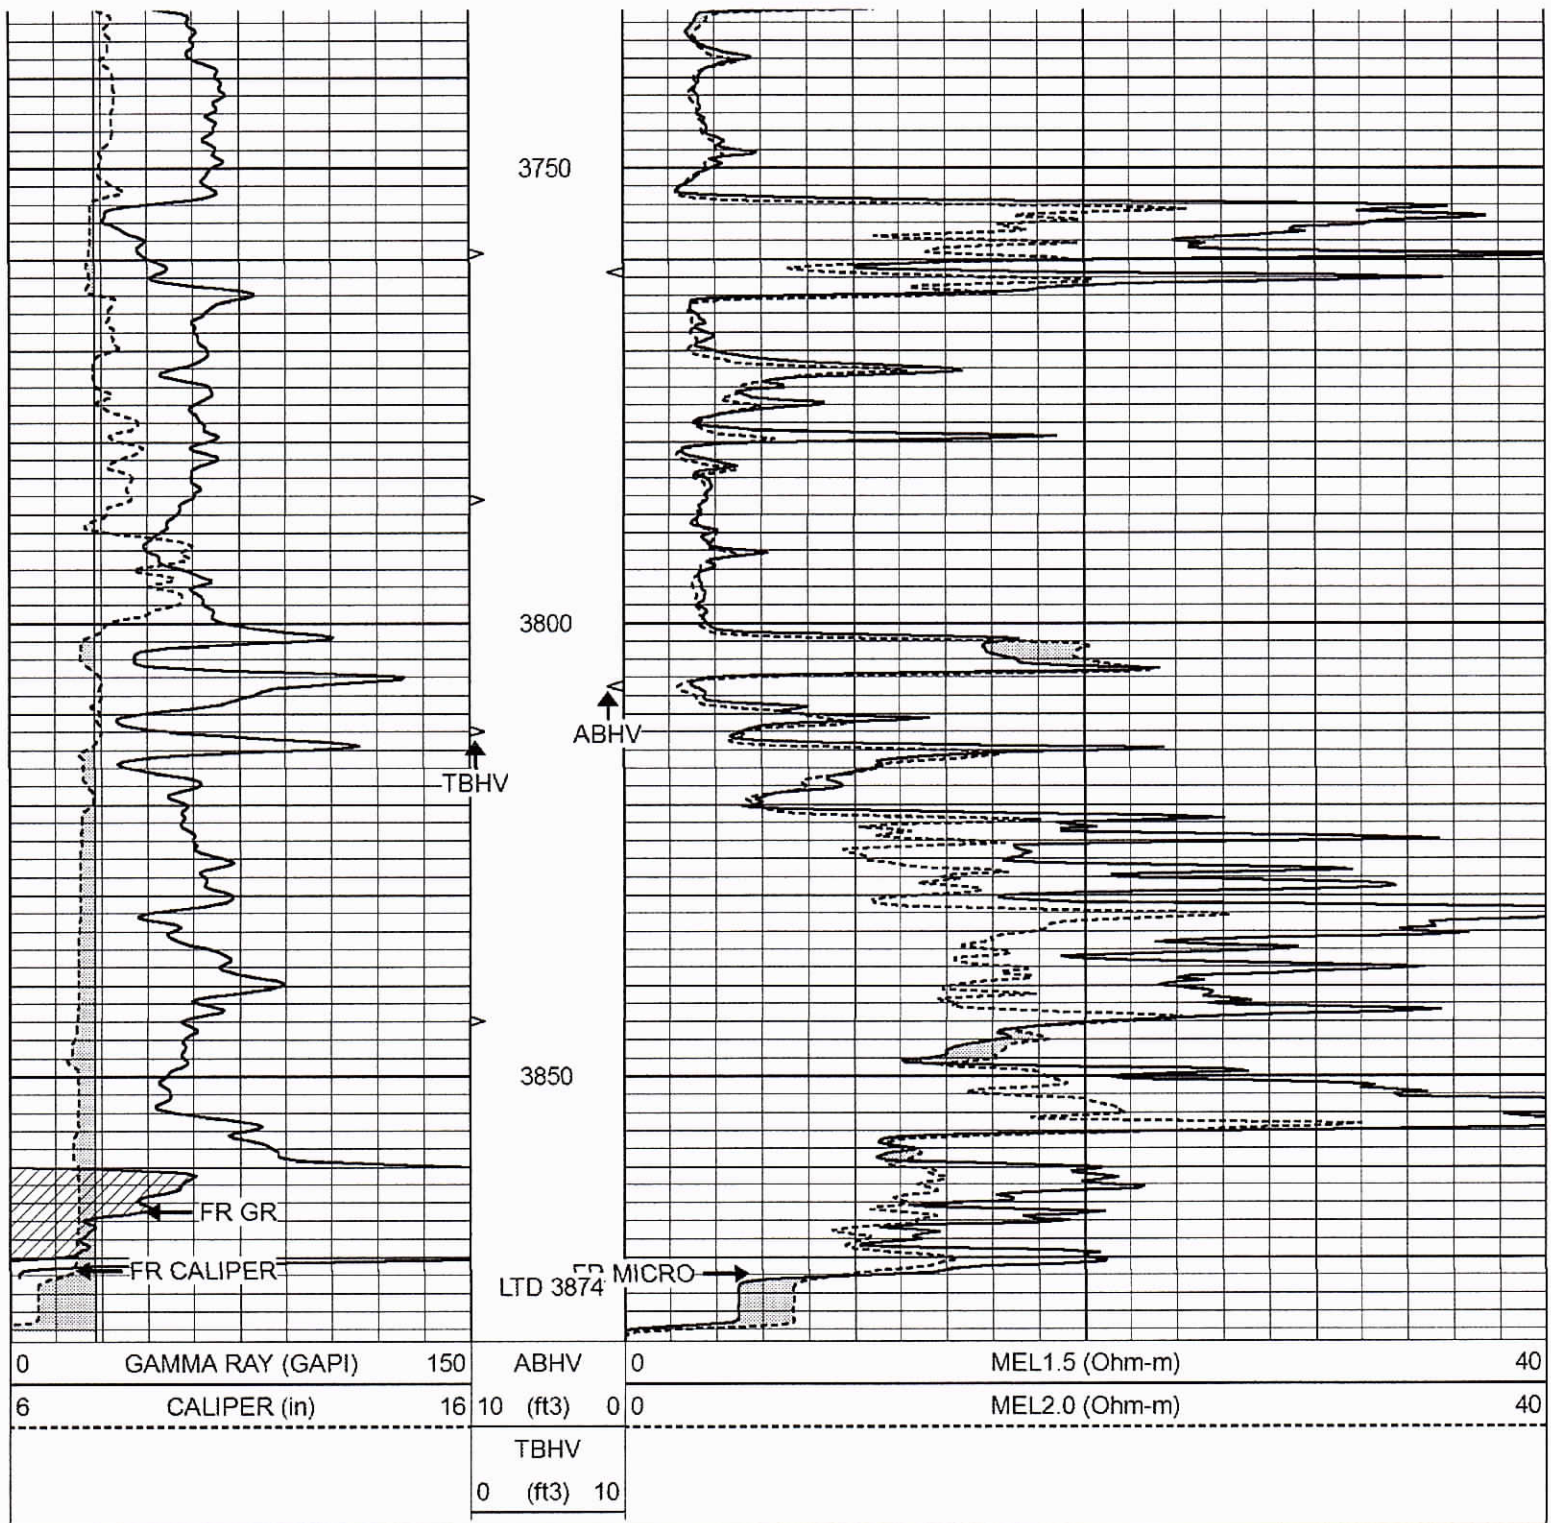 3750
3800
ABHV
TBHV
3850
FR GR
FR CALIPER
MICRO
LTD 3874
0 GAMMA RAY (GAPI) 150
ABHV
0 MEL1.5 (Ohm-m) 40
6 CALIPER (in) 16
10 (ft3) 0
0 MEL2.0 (Ohm-m) 40
TBHV
0 (ft3) 10